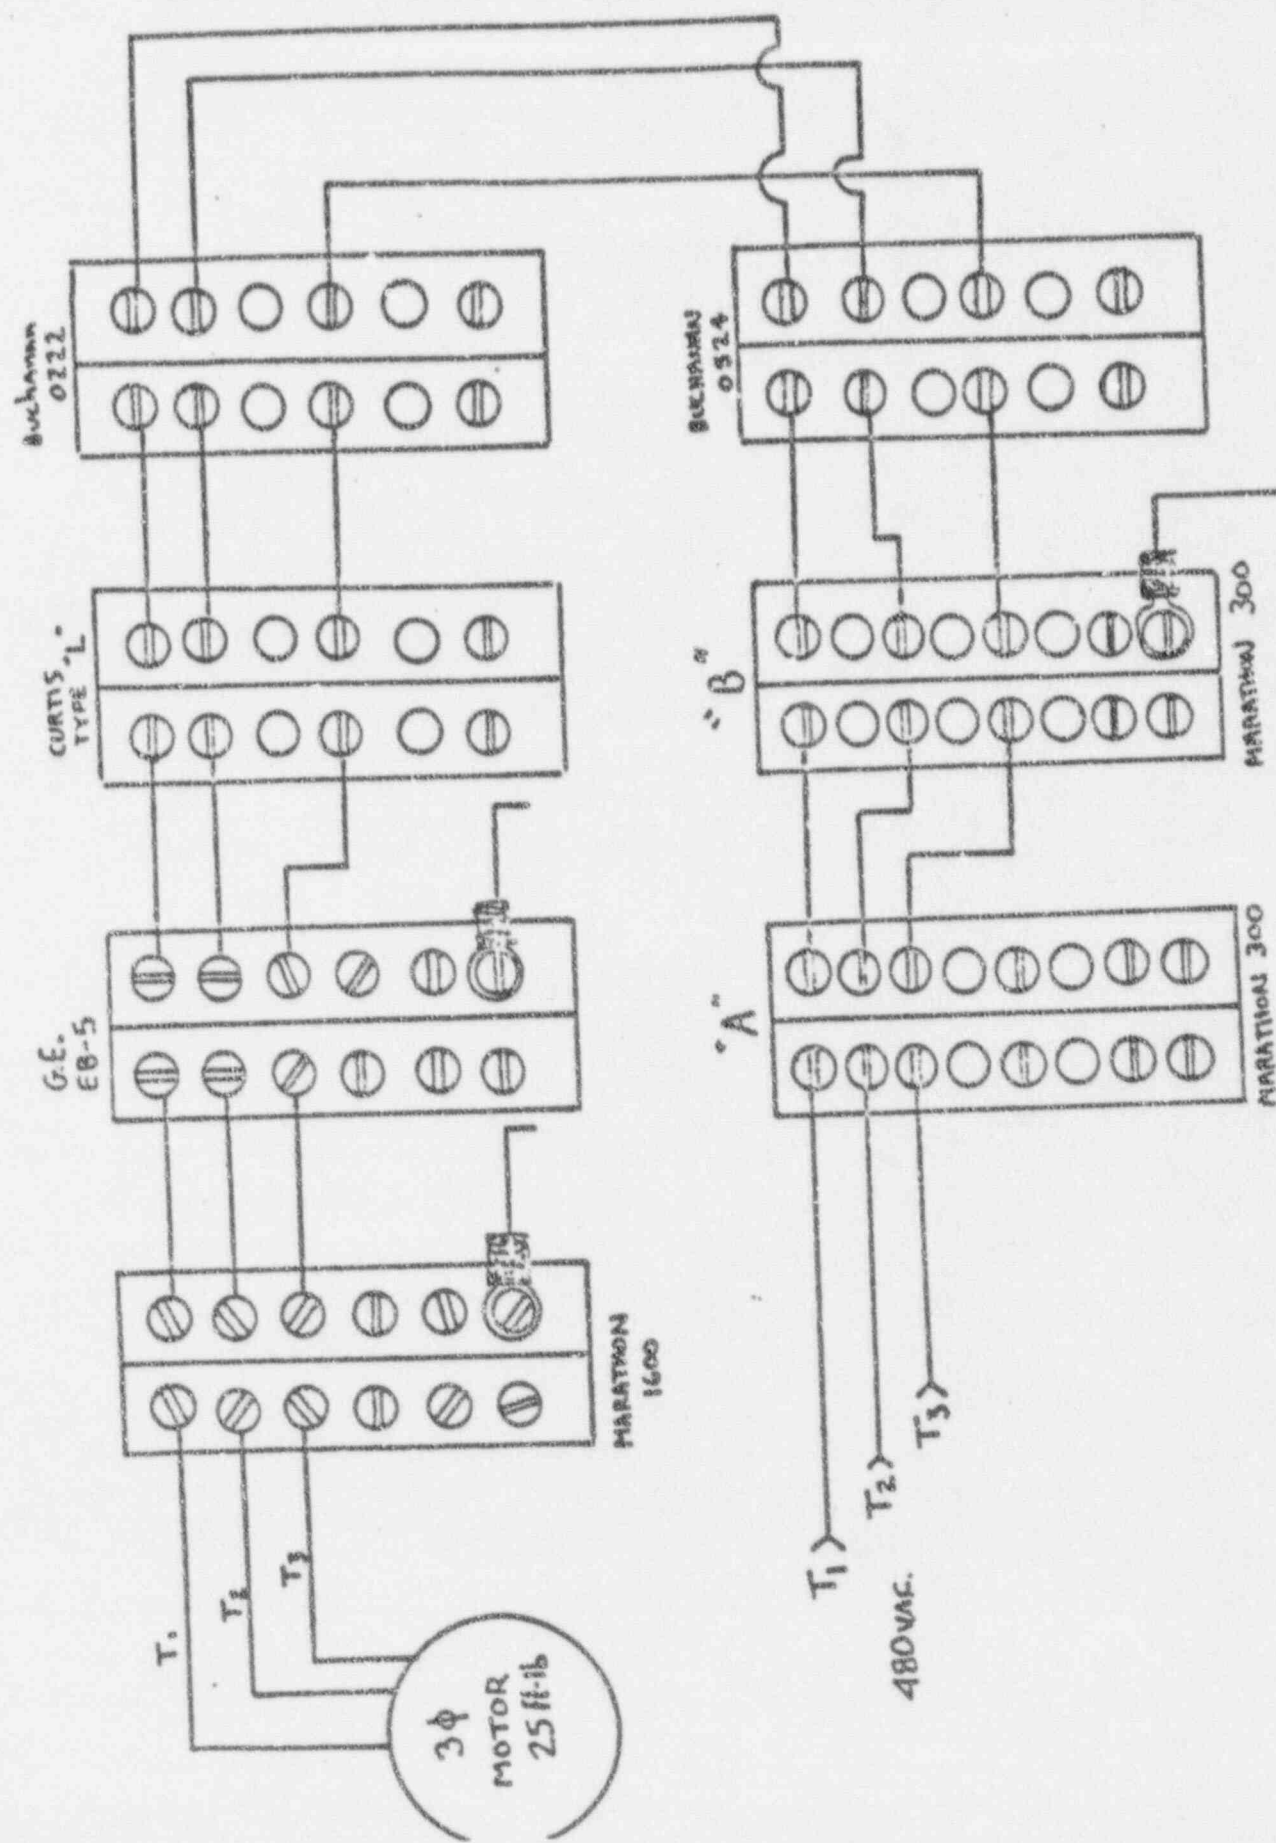 Buchanan
0222
CURTIS
TYPE "L"
G.E.
EB-5
MARATHON
1600
T1
T2
T3
3ϕ
MOTOR
25 ft-lb
BUCHANAN
0524
"B"
MARATHON 300
"A"
MARATHON 300
T1
T2
T3
480VAC.